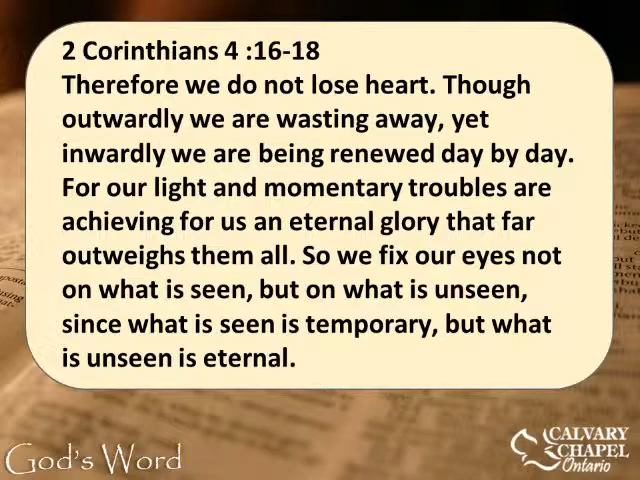 2 Corinthians 4 :16-18
Therefore we do not lose heart. Though
outwardly we are wasting away, yet
inwardly we are being renewed day by day.
For our light and momentary troubles are
achieving for us an eternal glory that far
outweighs them all. So we fix our eyes not
on what is seen, but on what is unseen,
since what is seen is temporary, but what
is unseen is eternal.
God's Word
CALVARY
CHAPEL
Ontario